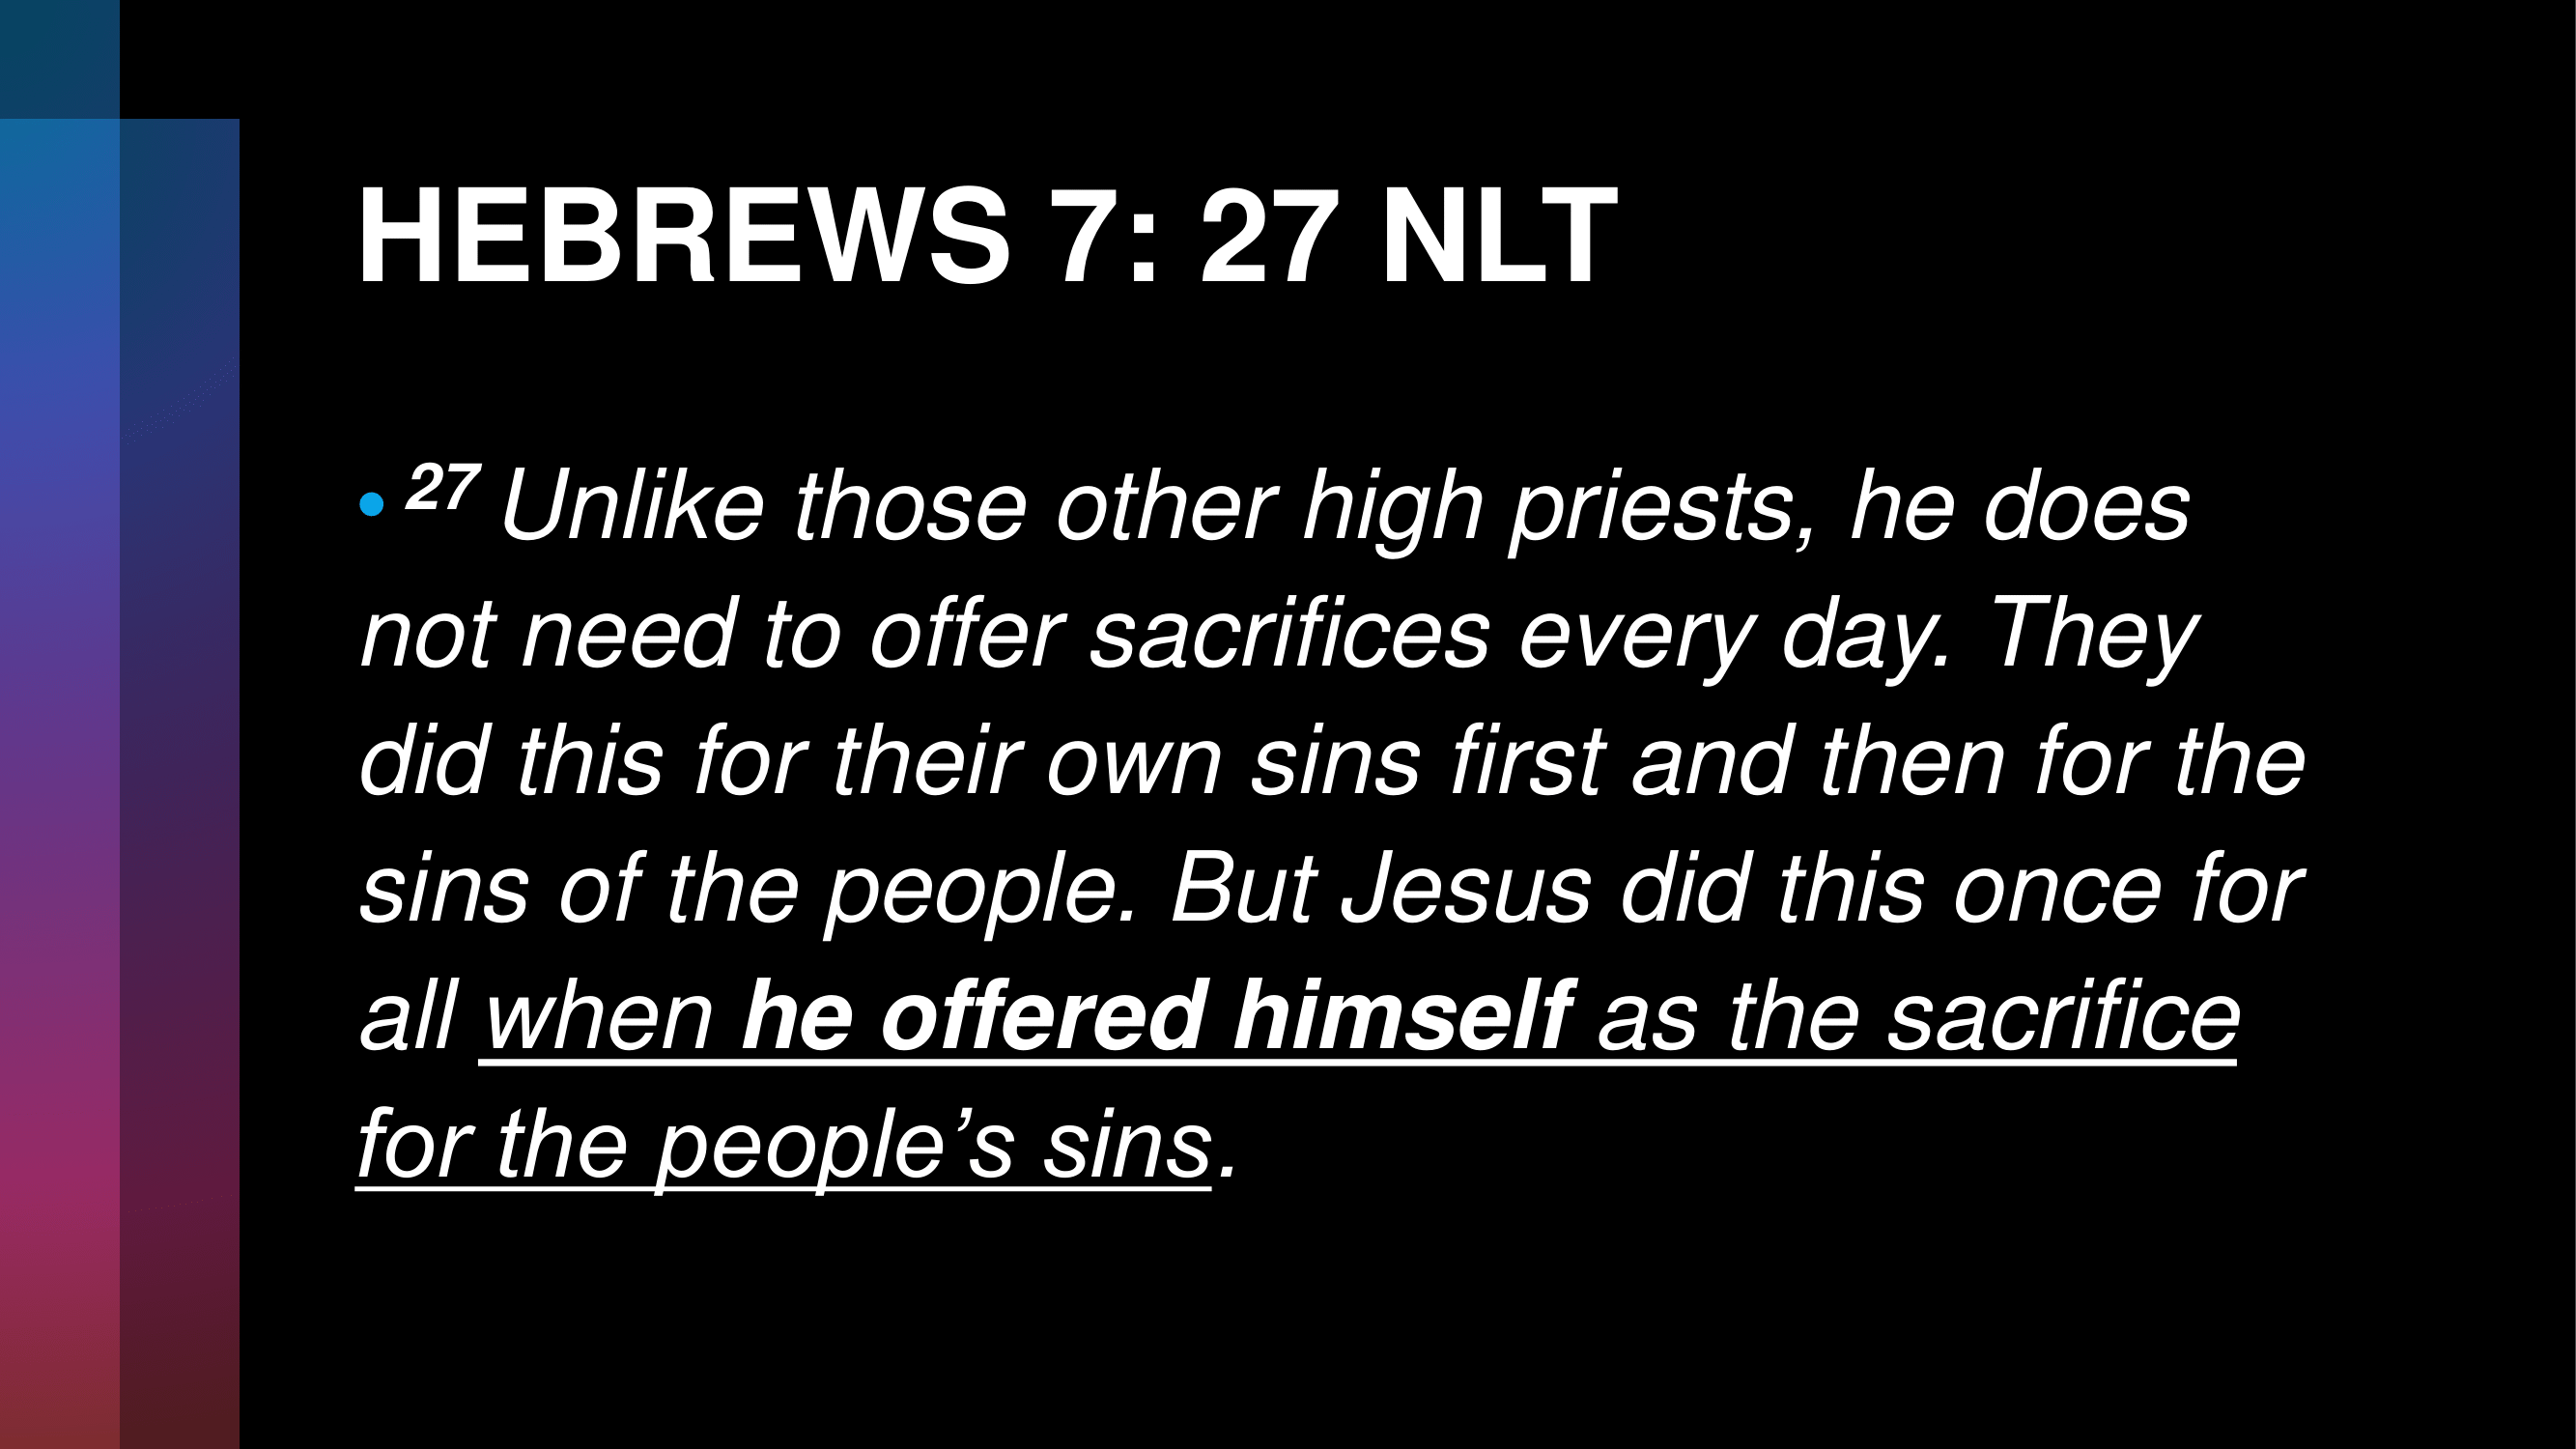 HEBREWS 7: 27 NLT
• 27 Unlike those other high priests, he does
not need to offer sacrifices every day. They
did this for their own sins first and then for the
sins of the people. But Jesus did this once for
all when he offered himself as the sacrifice
for the people’s sins.